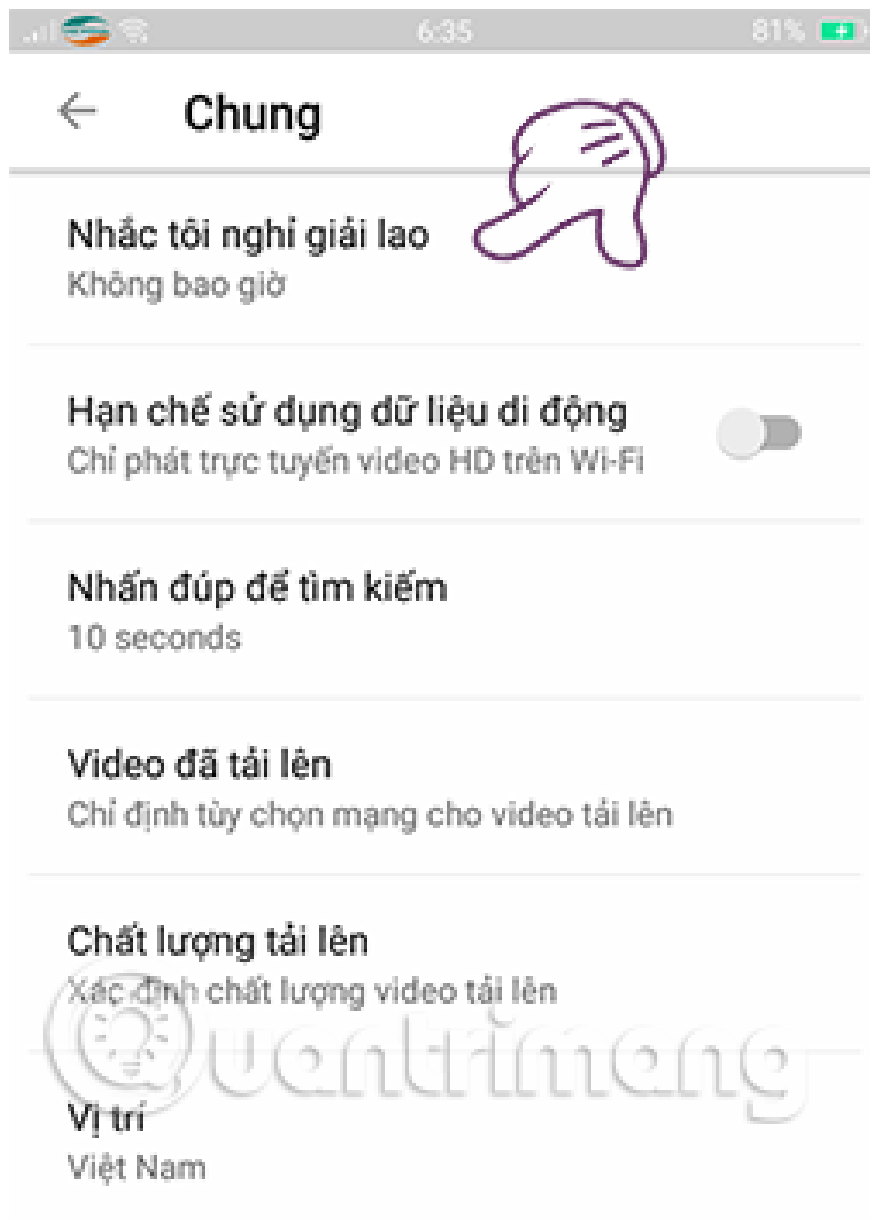 6:35
81%
Chung
Nhắc tôi nghỉ giải lao
Không bao giờ
Hạn chế sử dụng dữ liệu di động
Chỉ phát trực tuyến video HD trên Wi-Fi
Nhấn đúp để tìm kiếm
10 seconds
Video đã tải lên
Chỉ định tùy chọn mạng cho video tải lên
Chất lượng tải lên
Xác định chất lượng video tải lên
Quantrimang
Vị trí
Việt Nam